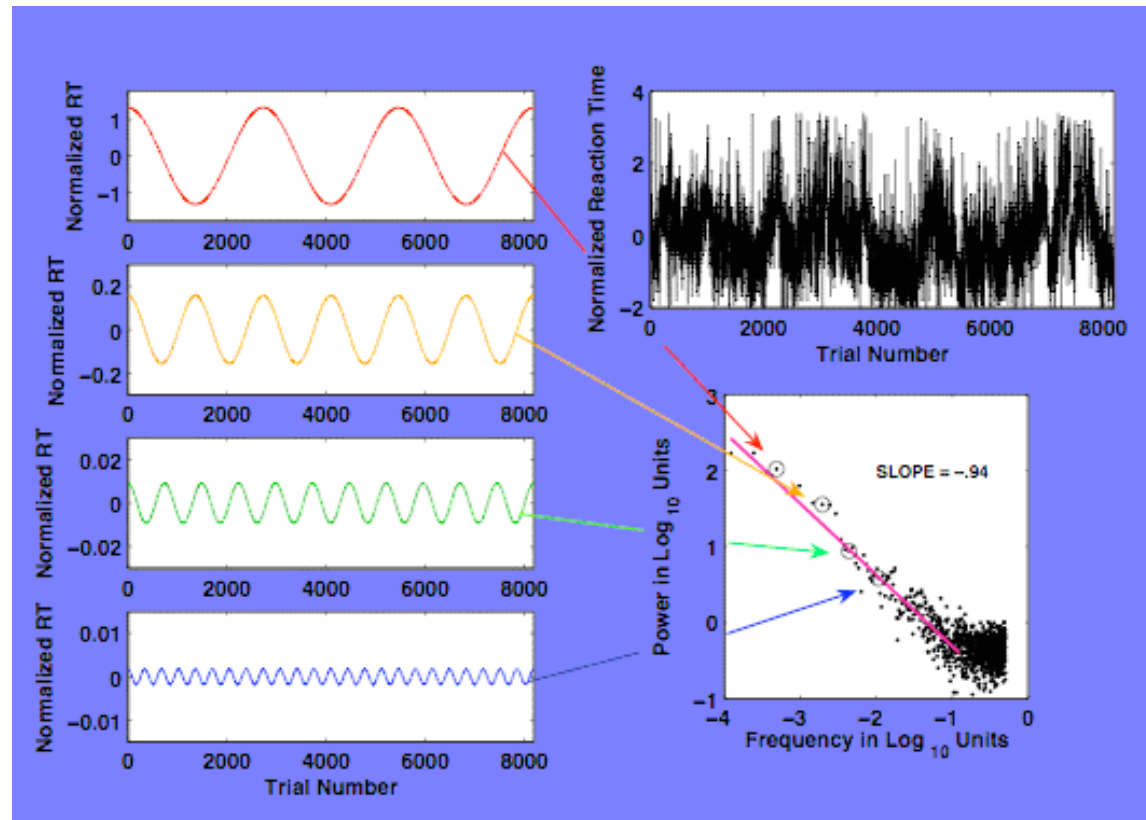 Normalized RT
1
0
−1
0 2000 4000 6000 8000
Normalized RT
0.2
0
−0.2
0 2000 4000 6000 8000
Normalized RT
0.02
0
−0.02
0 2000 4000 6000 8000
Normalized RT
0.01
0
−0.01
0 2000 4000 6000 8000
Trial Number
Normalized Reaction Time
4
2
0
−2
0 2000 4000 6000 8000
Trial Number
Power in Log 10 Units
3
2
1
0
−1
SLOPE = −.94
−4 −3 −2 −1 0
Frequency in Log 10 Units